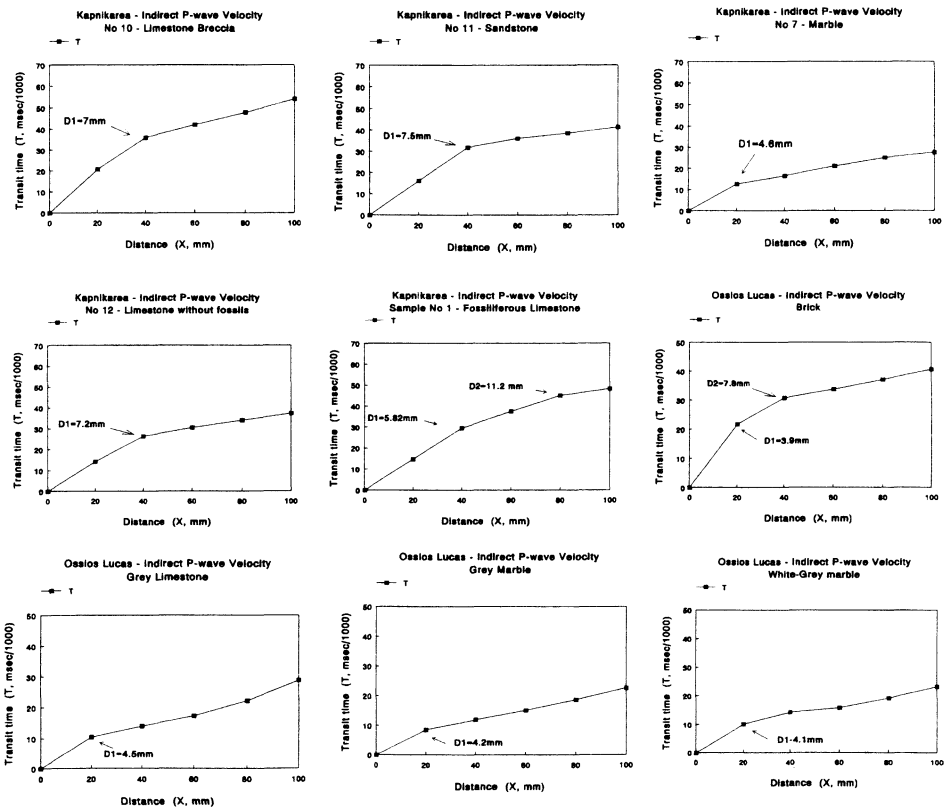 Kapnikarea - Indirect P-wave Velocity
No 10 - Limestone Breccia
T
Transit time (T, msec/1000)
70
60
50
40
30
20
10
0
D1=7mm
0 20 40 60 80 100
Distance (X, mm)
Kapnikarea - Indirect P-wave Velocity
No 11 - Sandstone
T
Transit time (T, msec/1000)
70
60
50
40
30
20
10
0
D1=7.5mm
0 20 40 60 80 100
Distance (X, mm)
Kapnikarea - Indirect P-wave Velocity
No 7 - Marble
T
Transit time (T, msec/1000)
70
60
50
40
30
20
10
0
D1=4.6mm
0 20 40 60 80 100
Distance (X, mm)
Kapnikarea - Indirect P-wave Velocity
No 12 - Limestone without fossils
T
Transit time (T, msec/1000)
70
60
50
40
30
20
10
0
D1=7.2mm
0 20 40 60 80 100
Distance (X, mm)
Kapnikarea - Indirect P-wave Velocity
Sample No 1 - Fossiliferous Limestone
T
Transit time (T, msec/1000)
70
60
50
40
30
20
10
0
D2=11.2 mm
D1=5.82mm
0 20 40 60 80 100
Distance (X, mm)
Ossios Lucas - Indirect P-wave Velocity
Brick
T
Transit time (T, msec/1000)
50
40
30
20
10
0
D2=7.8mm
D1=3.9mm
0 20 40 60 80 100
Distance (X, mm)
Ossios Lucas - Indirect P-wave Velocity
Grey Limestone
T
Transit time (T, msec/1000)
50
40
30
20
10
0
D1=4.5mm
0 20 40 60 80 100
Distance (X, mm)
Ossios Lucas - Indirect P-wave Velocity
Grey Marble
T
Transit time (T, msec/1000)
50
40
30
20
10
0
D1=4.2mm
0 20 40 60 80 100
Distance (X, mm)
Ossios Lucas - Indirect P-wave Velocity
White-Grey marble
T
Transit time (T, msec/1000)
50
40
30
20
10
0
D1-4.1mm
0 20 40 60 80 100
Distance (X, mm)